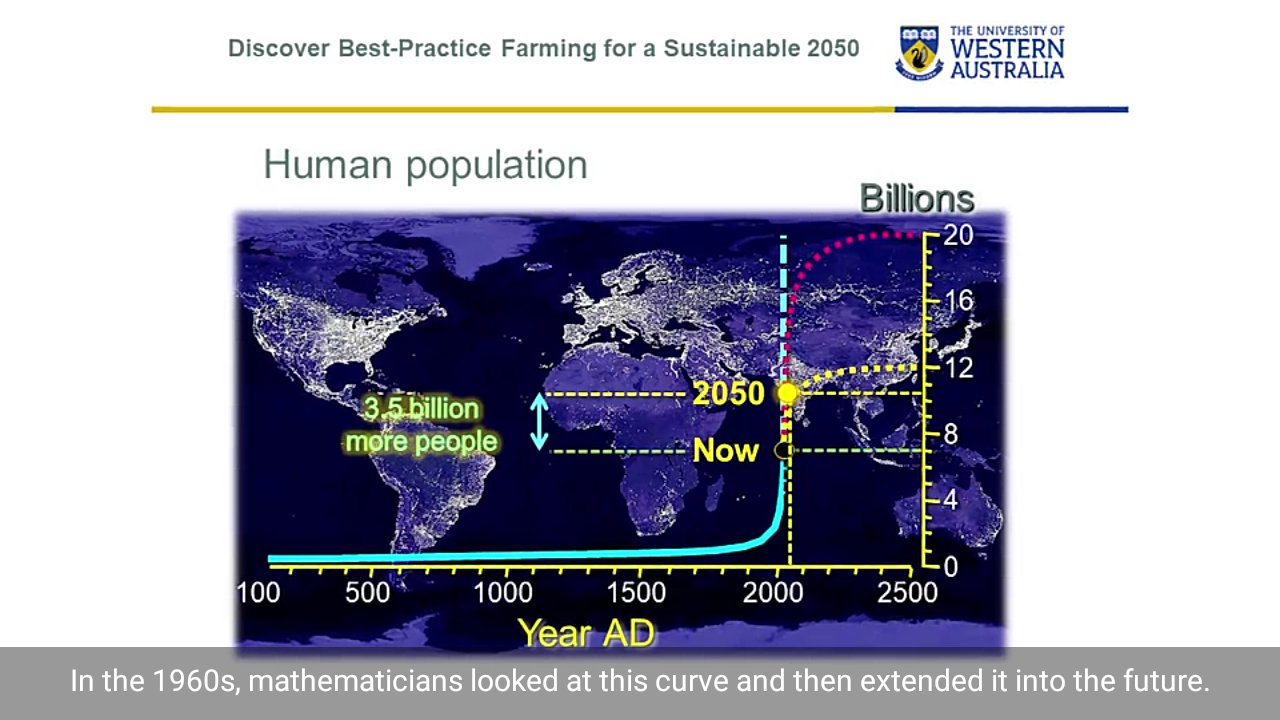 Discover Best-Practice Farming for a Sustainable 2050
THE UNIVERSITY OF
WESTERN
AUSTRALIA
Human population
Billions
20
16
12
8
4
0
2050
Now
3.5 billion
more people
100 500 1000 1500 2000 2500
Year AD
In the 1960s, mathematicians looked at this curve and then extended it into the future.